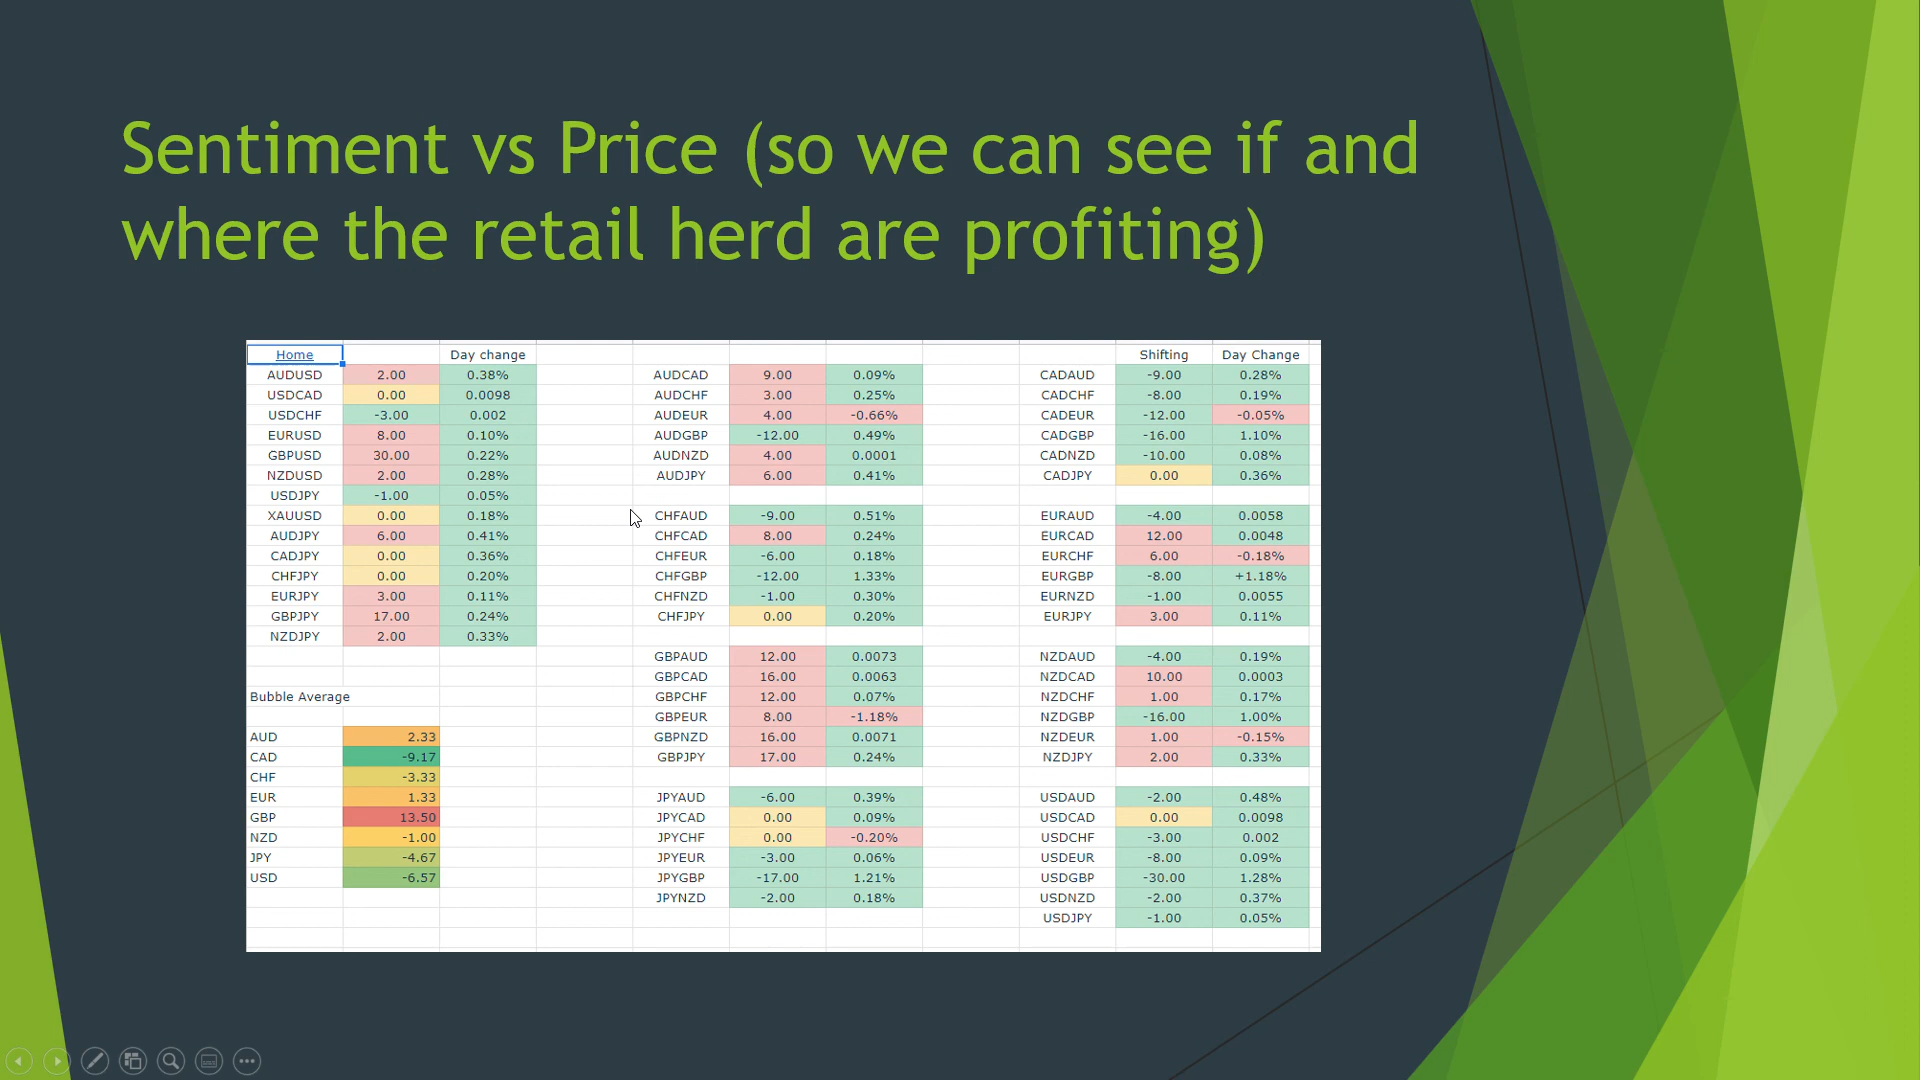 Sentiment vs Price (so we can see if and
where the retail herd are profiting)
Home Day change Shifting Day Change
AUDUSD 2.00 0.38% AUDCAD 9.00 0.09% CADAUD -9.00 0.28%
USDCAD 0.00 0.0098 AUDCHF 3.00 0.25% CADCHF -8.00 0.19%
USDCHF -3.00 0.002 AUDEUR 4.00 -0.66% CADEUR -12.00 -0.05%
EURUSD 8.00 0.10% AUDGBP -12.00 0.49% CADGBP -16.00 1.10%
GBPUSD 30.00 0.22% AUDNZD 4.00 0.0001 CADNZD -10.00 0.08%
NZDUSD 2.00 0.28% AUDJPY 6.00 0.41% CADJPY 0.00 0.36%
USDJPY -1.00 0.05%
XAUUSD 0.00 0.18% CHFAUD -9.00 0.51% EURAUD -4.00 0.0058
AUDJPY 6.00 0.41% CHFCAD 8.00 0.24% EURCAD 12.00 0.0048
CADJPY 0.00 0.36% CHFEUR -6.00 0.18% EURCHF 6.00 -0.18%
CHFJPY 0.00 0.20% CHFGBP -12.00 1.33% EURGBP -8.00 +1.18%
EURJPY 3.00 0.11% CHFNZD -1.00 0.30% EURNZD -1.00 0.0055
GBPJPY 17.00 0.24% CHFJPY 0.00 0.20% EURJPY 3.00 0.11%
NZDJPY 2.00 0.33%
GBPAUD 12.00 0.0073 NZDAUD -4.00 0.19%
GBPCAD 16.00 0.0063 NZDCAD 10.00 0.0003
Bubble Average GBPCHF 12.00 0.07% NZDCHF 1.00 0.17%
GBPEUR 8.00 -1.18% NZDGBP -16.00 1.00%
AUD 2.33 GBPNZD 16.00 0.0071 NZDEUR 1.00 -0.15%
CAD -9.17 GBPJPY 17.00 0.24% NZDJPY 2.00 0.33%
CHF -3.33
EUR 1.33 JPYAUD -6.00 0.39% USDAUD -2.00 0.48%
GBP 13.50 JPYCAD 0.00 0.09% USDCAD 0.00 0.0098
NZD -1.00 JPYCHF 0.00 -0.20% USDCHF -3.00 0.002
JPY -4.67 JPYEUR -3.00 0.06% USDEUR -8.00 0.09%
USD -6.57 JPYGBP -17.00 1.21% USDGBP -30.00 1.28%
JPYNZD -2.00 0.18% USDNZD -2.00 0.37%
USDJPY -1.00 0.05%